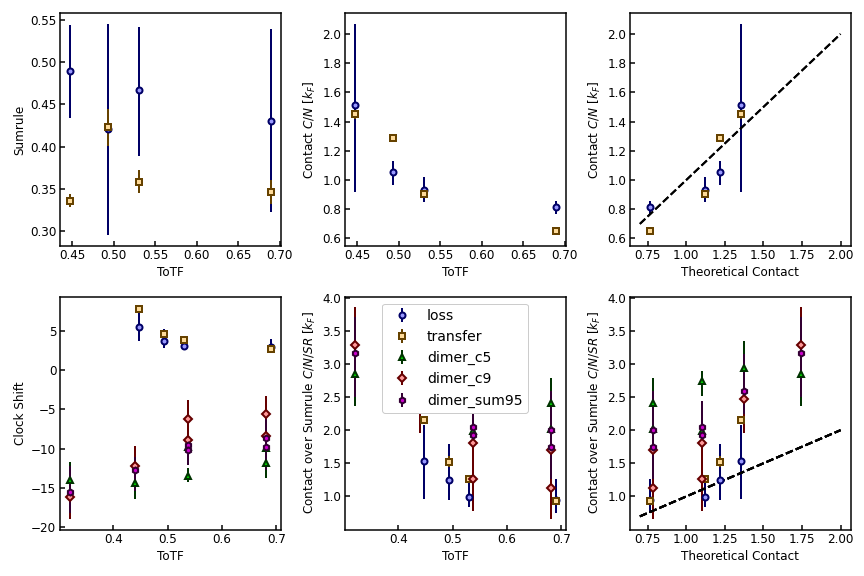 0.55
0.50
0.45
0.40
0.35
0.30
Sumrule
0.45 0.50 0.55 0.60 0.65 0.70
ToTF
2.0
1.8
1.6
1.4
1.2
1.0
0.8
0.6
Contact C/N [k_F]
0.45 0.50 0.55 0.60 0.65 0.70
ToTF
2.0
1.8
1.6
1.4
1.2
1.0
0.8
0.6
Contact C/N [k_F]
0.75 1.00 1.25 1.50 1.75 2.00
Theoretical Contact
5
0
−5
−10
−15
−20
Clock Shift
0.4 0.5 0.6 0.7
ToTF
4.0
3.5
3.0
2.5
2.0
1.5
1.0
Contact over Sumrule C/N/SR [k_F]
loss
transfer
dimer_c5
dimer_c9
dimer_sum95
0.4 0.5 0.6 0.7
ToTF
4.0
3.5
3.0
2.5
2.0
1.5
1.0
Contact over Sumrule C/N/SR [k_F]
0.75 1.00 1.25 1.50 1.75 2.00
Theoretical Contact